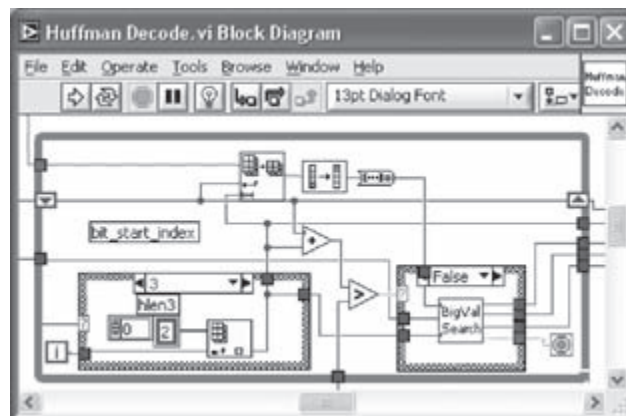 Huffman Decode.vi Block Diagram
File Edit Operate Tools Browse Window Help
13pt Dialog Font
Huffman
Decode
bit_start_index
3
hlen3
0
2
i
+
>
?
False
?
BigVal
Search